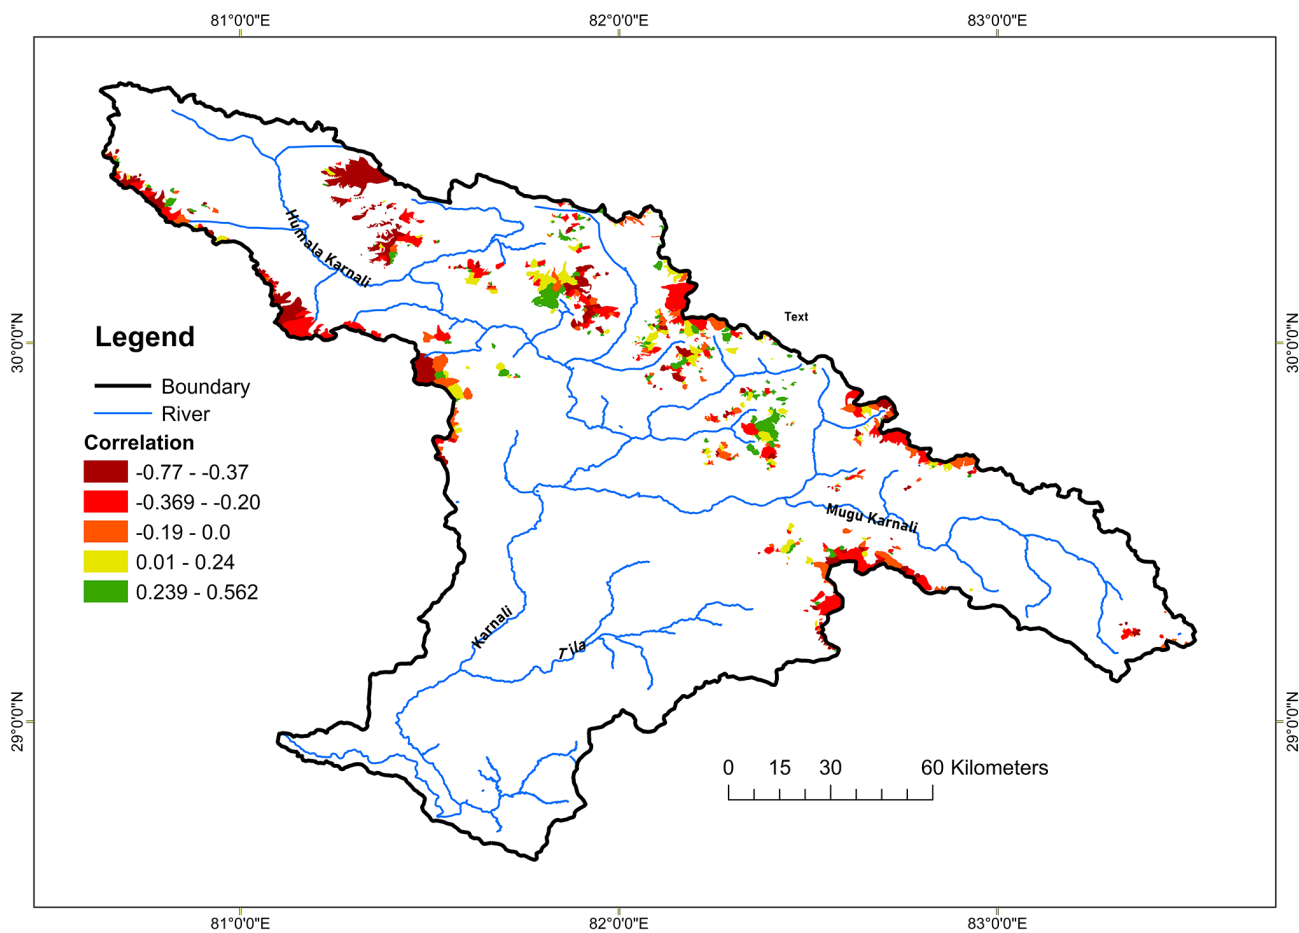 81°0'0"E 82°0'0"E 83°0'0"E
Humala Karnali
Text
30°0'0"N
30°0'0"N
Legend
Boundary
River
Correlation
-0.77 - -0.37
-0.369 - -0.20
-0.19 - 0.0
0.01 - 0.24
0.239 - 0.562
Mugu Karnali
Karnali
Tila
29°0'0"N
29°0'0"N
0 15 30 60 Kilometers
81°0'0"E 82°0'0"E 83°0'0"E